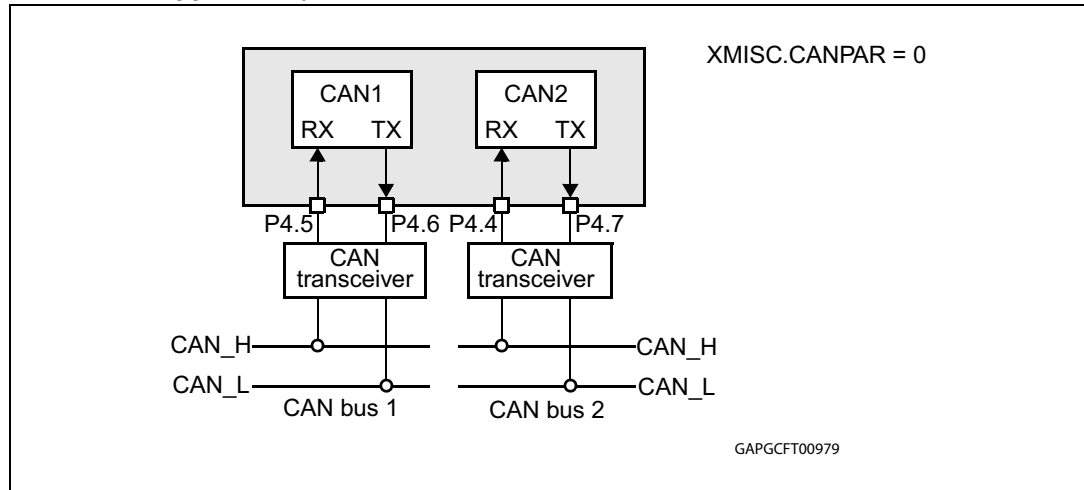 XMISC.CANPAR = 0
CAN1 CAN2
RX TX RX TX
P4.5 P4.6 P4.4 P4.7
CAN transceiver CAN transceiver
CAN_H CAN_H
CAN_L CAN_L
CAN bus 1 CAN bus 2
GAPGCFT00979